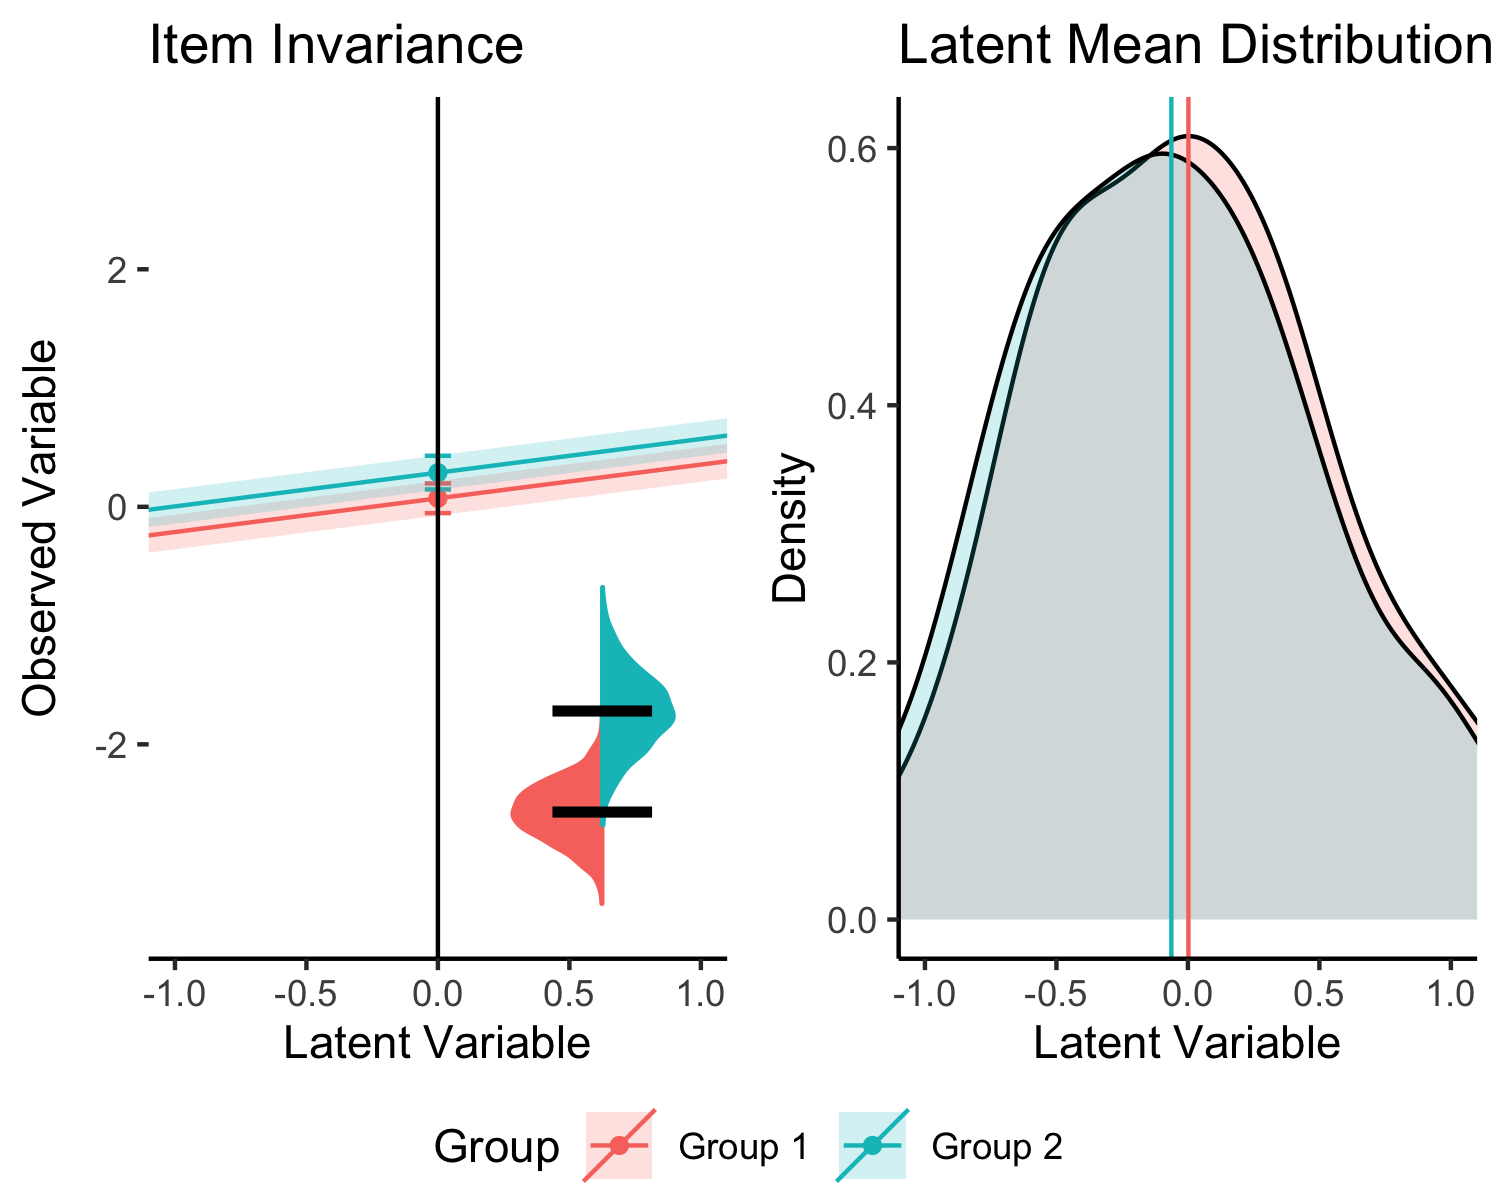 Item Invariance
Observed Variable
2
0
-2
-1.0 -0.5 0.0 0.5 1.0
Latent Variable
Latent Mean Distribution
Density
0.6
0.4
0.2
0.0
-1.0 -0.5 0.0 0.5 1.0
Latent Variable
Group Group 1 Group 2